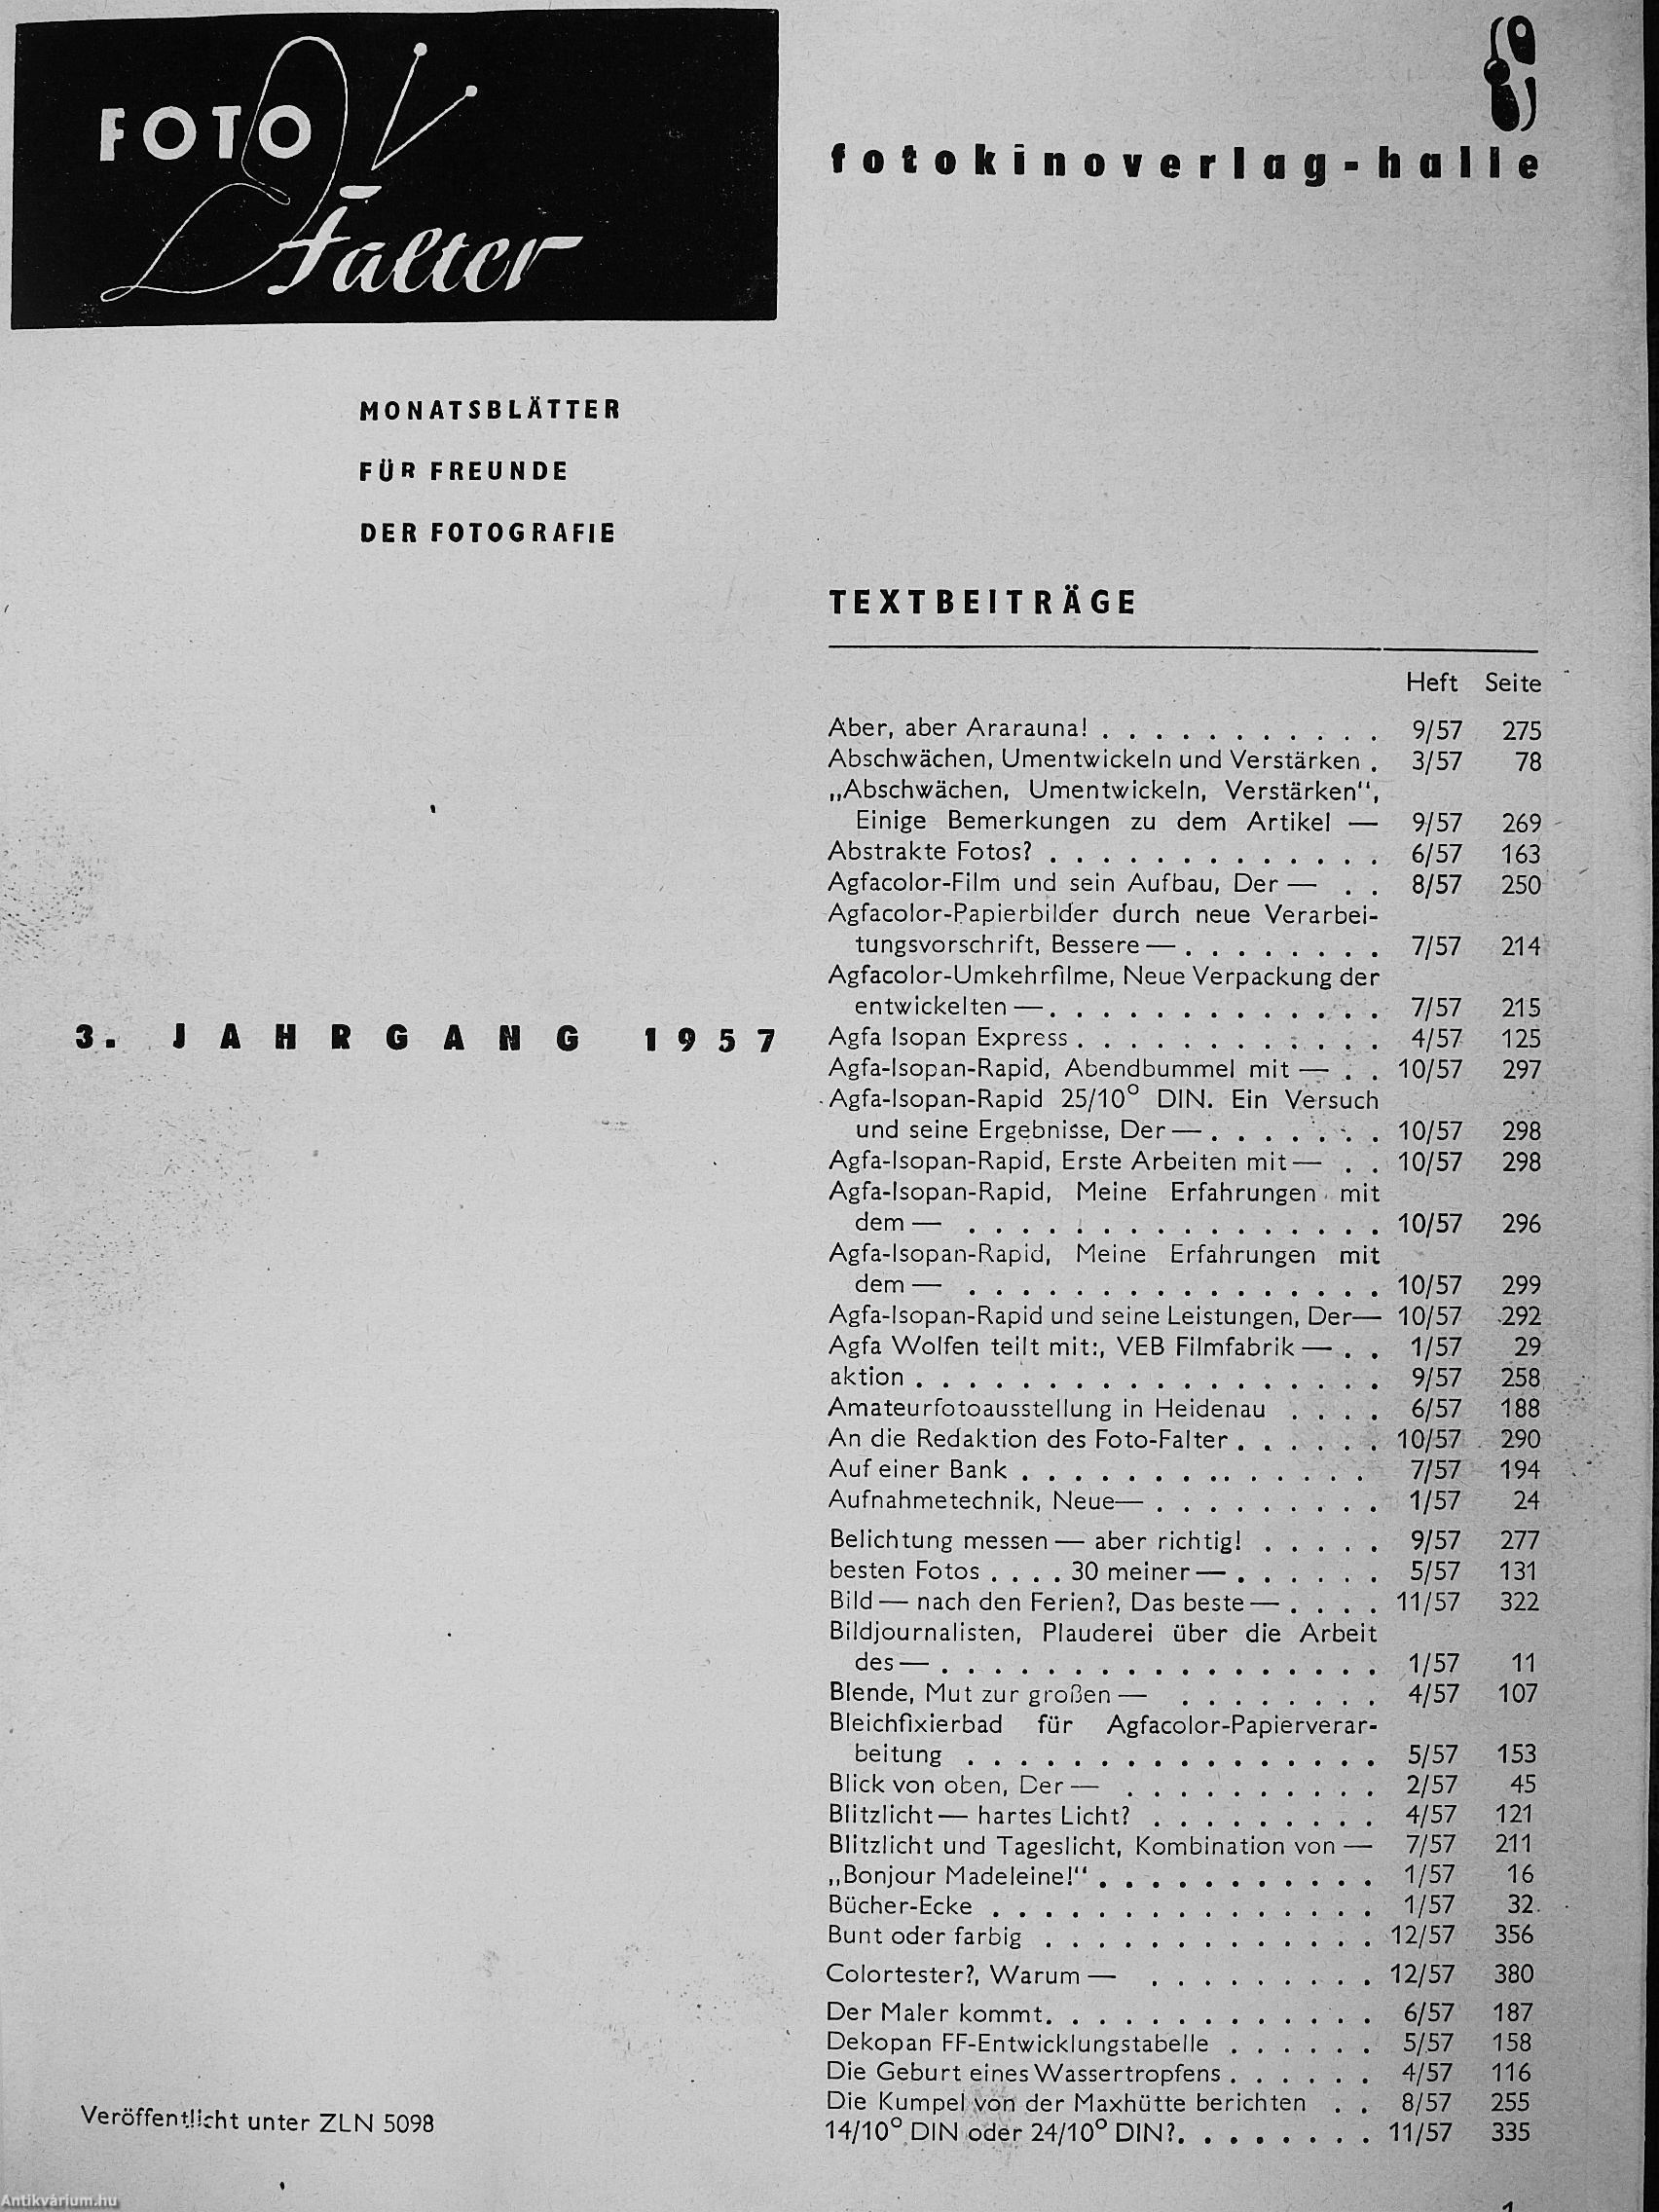 FOTO
Falter
fotokinoverlag-halle
MONATSBLÄTTER
FÜR FREUNDE
DER FOTOGRAFIE
3. JAHRGANG 1957
Veröffentlicht unter ZLN 5098
TEXTBEITRÄGE
Heft Seite
Aber, aber Ararauna! . . . . . . . . . . . 9/57 275
Abschwächen, Umentwickeln und Verstärken . 3/57 78
„Abschwächen, Umentwickeln, Verstärken“,
Einige Bemerkungen zu dem Artikel — 9/57 269
Abstrakte Fotos? . . . . . . . . . . . . . 6/57 163
Agfacolor-Film und sein Aufbau, Der — . . 8/57 250
Agfacolor-Papierbilder durch neue Verarbei-
tungsvorschrift, Bessere — . . . . . . . . 7/57 214
Agfacolor-Umkehrfilme, Neue Verpackung der
entwickelten — . . . . . . . . . . . . . 7/57 215
Agfa Isopan Express . . . . . . . . . . . . 4/57 125
Agfa-Isopan-Rapid, Abendbummel mit — . . 10/57 297
Agfa-Isopan-Rapid 25/10° DIN. Ein Versuch
und seine Ergebnisse, Der — . . . . . . . 10/57 298
Agfa-Isopan-Rapid, Erste Arbeiten mit — . . 10/57 298
Agfa-Isopan-Rapid, Meine Erfahrungen mit
dem — . . . . . . . . . . . . . . . . 10/57 296
Agfa-Isopan-Rapid, Meine Erfahrungen mit
dem — . . . . . . . . . . . . . . . . 10/57 299
Agfa-Isopan-Rapid und seine Leistungen, Der— 10/57 292
Agfa Wolfen teilt mit:, VEB Filmfabrik — . . 1/57 29
aktion . . . . . . . . . . . . . . . . . . 9/57 258
Amateurfotoausstellung in Heidenau . . . . 6/57 188
An die Redaktion des Foto-Falter . . . . . . 10/57 290
Auf einer Bank . . . . . . . . . . . . . . 7/57 194
Aufnahmetechnik, Neue— . . . . . . . . . 1/57 24
Belichtung messen — aber richtig! . . . . . 9/57 277
besten Fotos . . . . 30 meiner — . . . . . . 5/57 131
Bild — nach den Ferien?, Das beste — . . . . 11/57 322
Bildjournalisten, Plauderei über die Arbeit
des — . . . . . . . . . . . . . . . . . 1/57 11
Blende, Mut zur großen — . . . . . . . . 4/57 107
Bleichfixierbad für Agfacolor-Papierverar-
beitung . . . . . . . . . . . . . . . . 5/57 153
Blick von oben, Der — . . . . . . . . . . 2/57 45
Blitzlicht — hartes Licht? . . . . . . . . . 4/57 121
Blitzlicht und Tageslicht, Kombination von — 7/57 211
„Bonjour Madeleine!“ . . . . . . . . . . . 1/57 16
Bücher-Ecke . . . . . . . . . . . . . . . 1/57 32
Bunt oder farbig . . . . . . . . . . . . . 12/57 356
Colortester?, Warum — . . . . . . . . . 12/57 380
Der Maler kommt. . . . . . . . . . . . . 6/57 187
Dekopan FF-Entwicklungstabelle . . . . . . 5/57 158
Die Geburt eines Wassertropfens . . . . . . 4/57 116
Die Kumpel von der Maxhütte berichten . . 8/57 255
14/10° DIN oder 24/10° DIN?. . . . . . . . 11/57 335
Antikvárium.hu